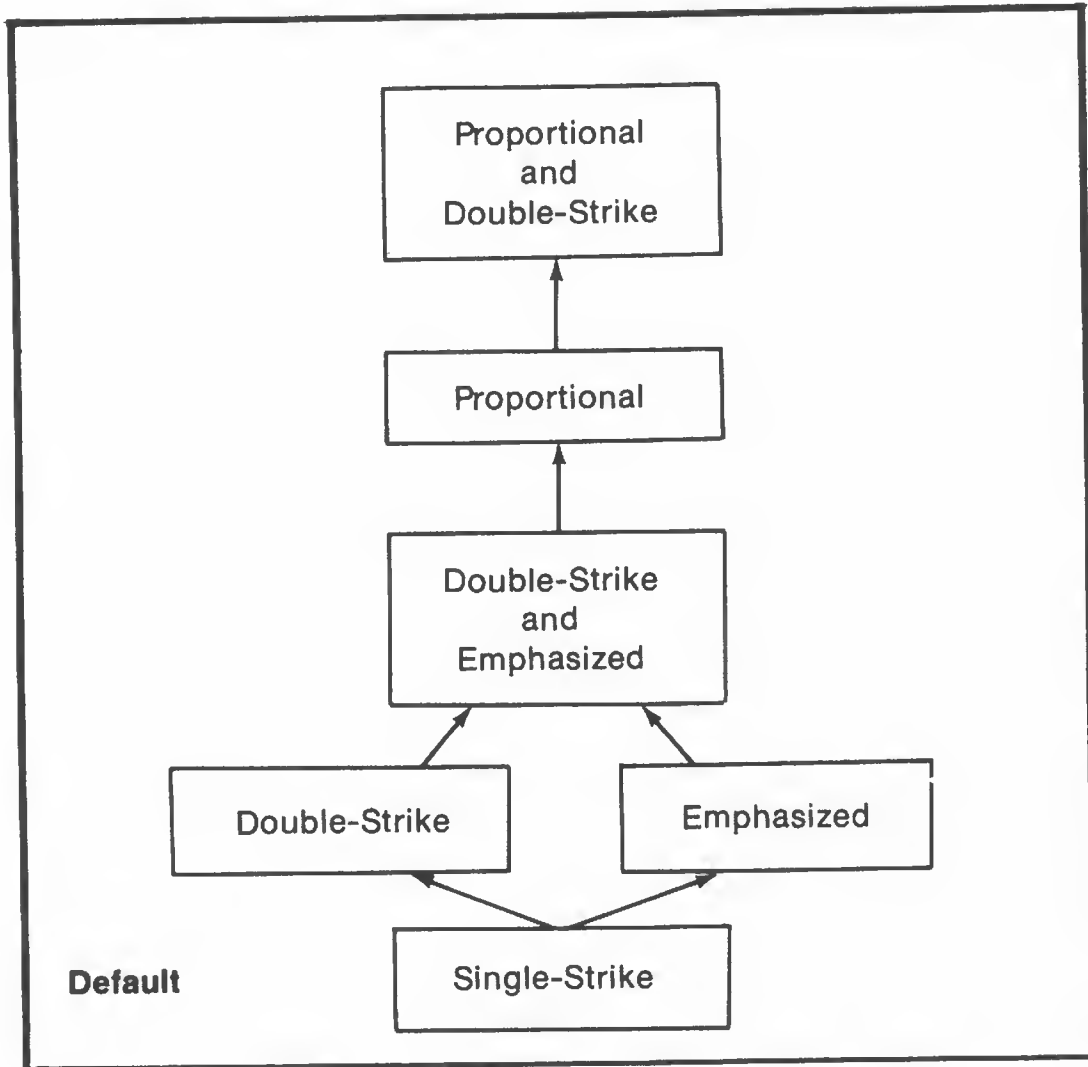 Proportional
and
Double-Strike
Proportional
Double-Strike
and
Emphasized
Double-Strike
Emphasized
Default
Single-Strike